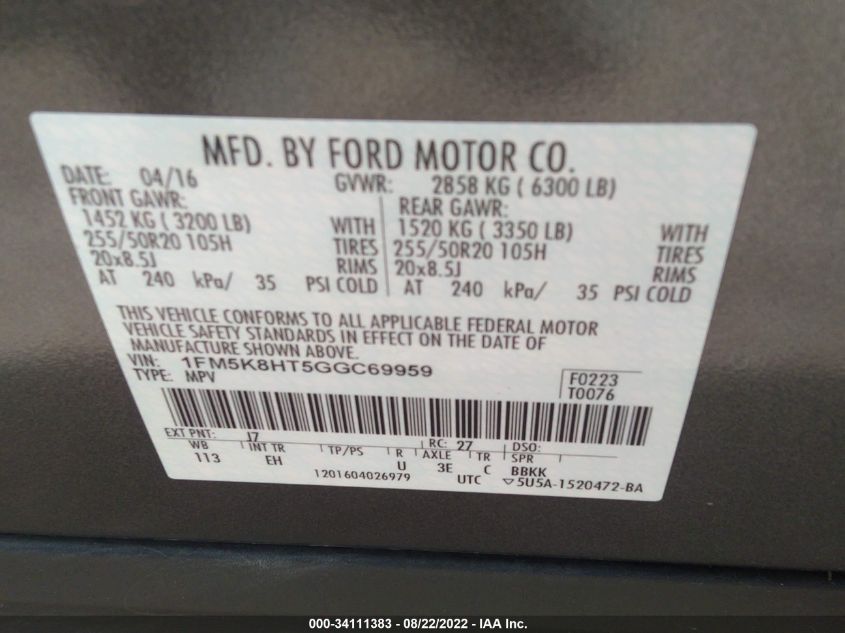 MFD. BY FORD MOTOR CO.
DATE: 04/16 GVWR: 2858 KG ( 6300 LB)
FRONT GAWR: REAR GAWR:
1452 KG ( 3200 LB) WITH 1520 KG ( 3350 LB) WITH
255/50R20 105H TIRES 255/50R20 105H TIRES
20x8.5J RIMS 20x8.5J RIMS
AT 240 kPa/ 35 PSI COLD AT 240 kPa/ 35 PSI COLD
THIS VEHICLE CONFORMS TO ALL APPLICABLE FEDERAL MOTOR
VEHICLE SAFETY STANDARDS IN EFFECT ON THE DATE OF
MANUFACTURE SHOWN ABOVE.
VIN: 1FM5K8HT5GGC69959
TYPE: MPV F0223
T0076
EXT PNT: J7 RC: 27 DSO:
WB INT TR TP/PS R AXLE TR SPR
113 EH U 3E C BBKK
1201604026979 UTC ▽5U5A-1520472-BA
000-34111383 - 08/22/2022 - IAA Inc.